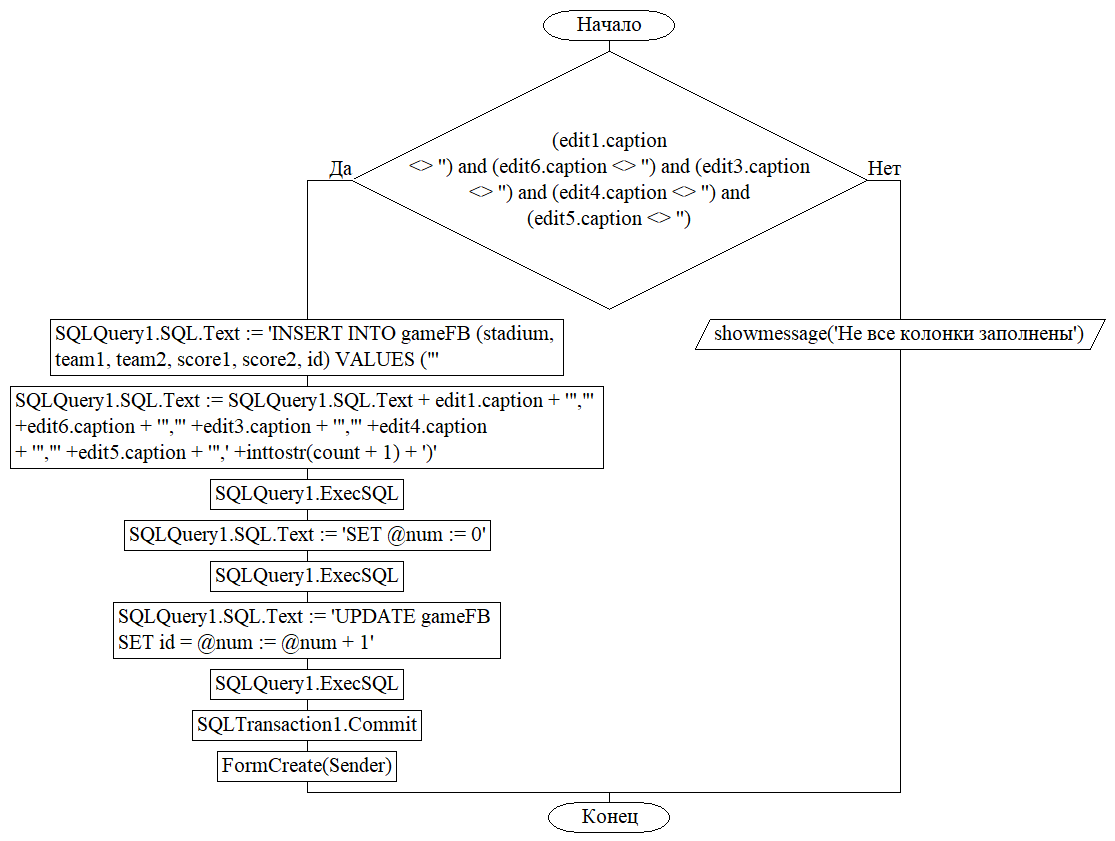 Начало
(edit1.caption
<> '') and (edit6.caption <> '') and (edit3.caption
<> '') and (edit4.caption <> '') and
(edit5.caption <> '')
Да
Нет
SQLQuery1.SQL.Text := 'INSERT INTO gameFB (stadium,
team1, team2, score1, score2, id) VALUES ("'
showmessage('Не все колонки заполнены')
SQLQuery1.SQL.Text := SQLQuery1.SQL.Text + edit1.caption + '","'
+edit6.caption + '","' +edit3.caption + '","' +edit4.caption
+ '","' +edit5.caption + '",' +inttostr(count + 1) + ')'
SQLQuery1.ExecSQL
SQLQuery1.SQL.Text := 'SET @num := 0'
SQLQuery1.ExecSQL
SQLQuery1.SQL.Text := 'UPDATE gameFB
SET id = @num := @num + 1'
SQLQuery1.ExecSQL
SQLTransaction1.Commit
FormCreate(Sender)
Конец